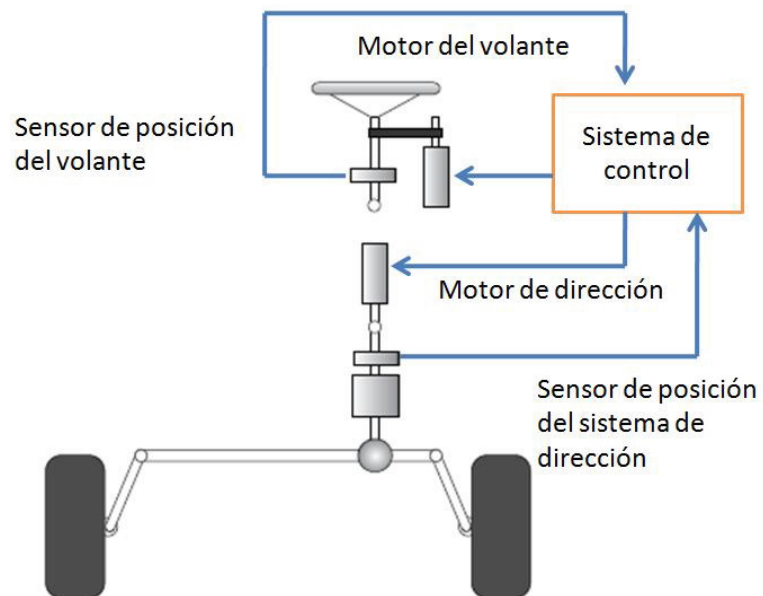 Motor del volante
Sensor de posición
del volante
Sistema de
control
Motor de dirección
Sensor de posición
del sistema de
dirección